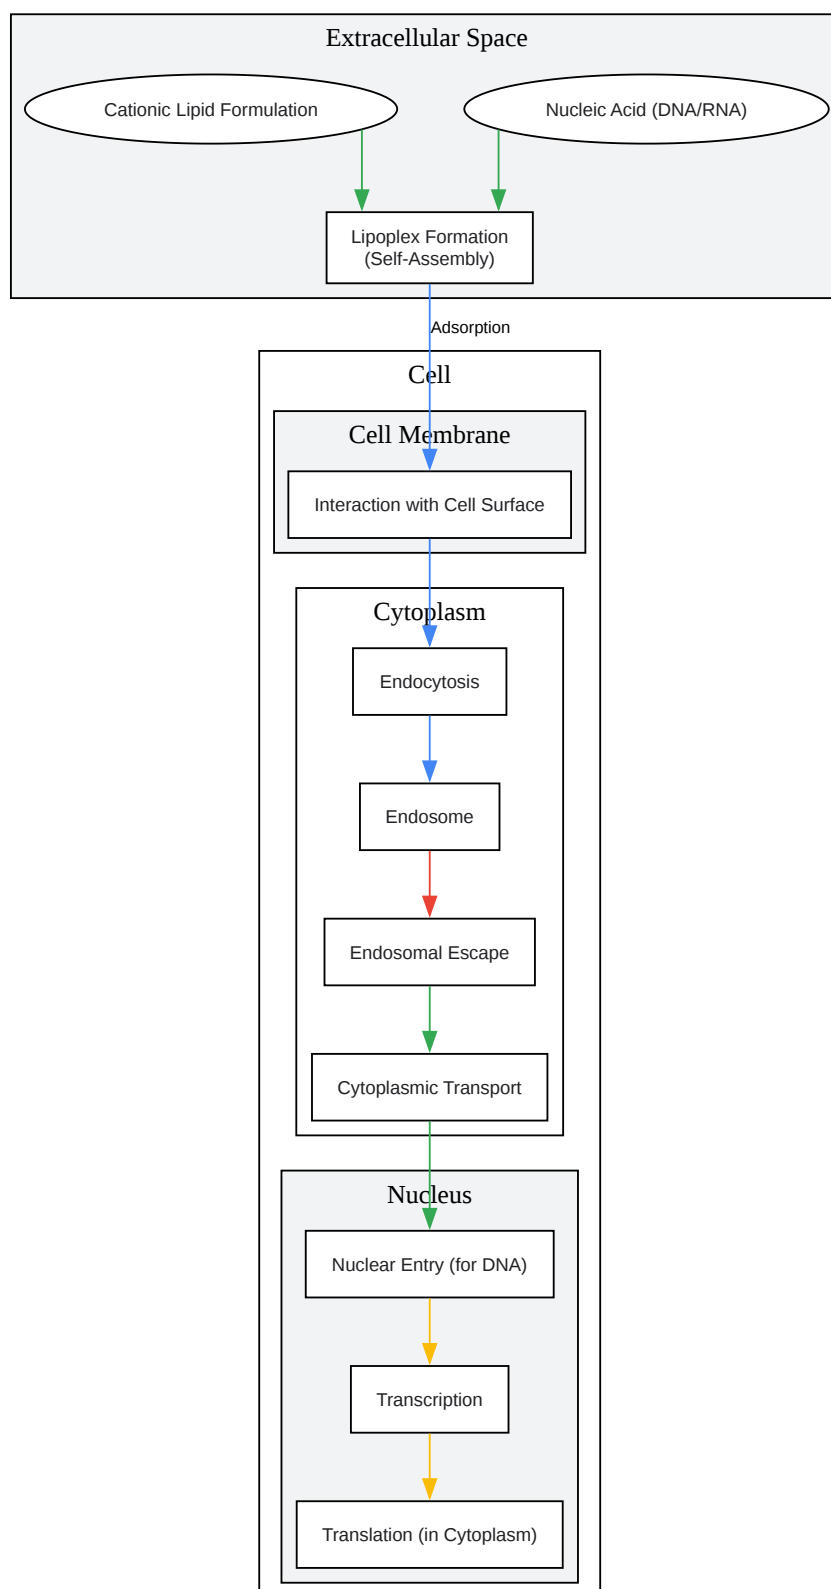 Extracellular Space
Cationic Lipid Formulation
Nucleic Acid (DNA/RNA)
Lipoplex Formation
(Self-Assembly)
Adsorption
Cell
Cell Membrane
Interaction with Cell Surface
Cytoplasm
Endocytosis
Endosome
Endosomal Escape
Cytoplasmic Transport
Nucleus
Nuclear Entry (for DNA)
Transcription
Translation (in Cytoplasm)